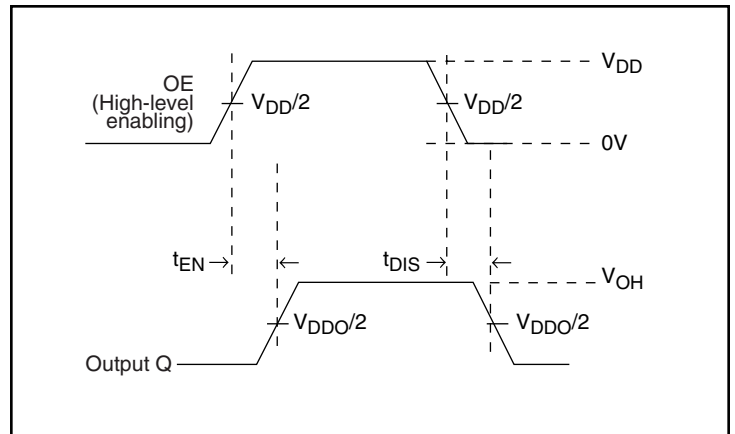 V_DD
OE
(High-level
enabling)
V_DD/2
V_DD/2
0V
t_EN
t_DIS
V_OH
V_DDO/2
V_DDO/2
Output Q